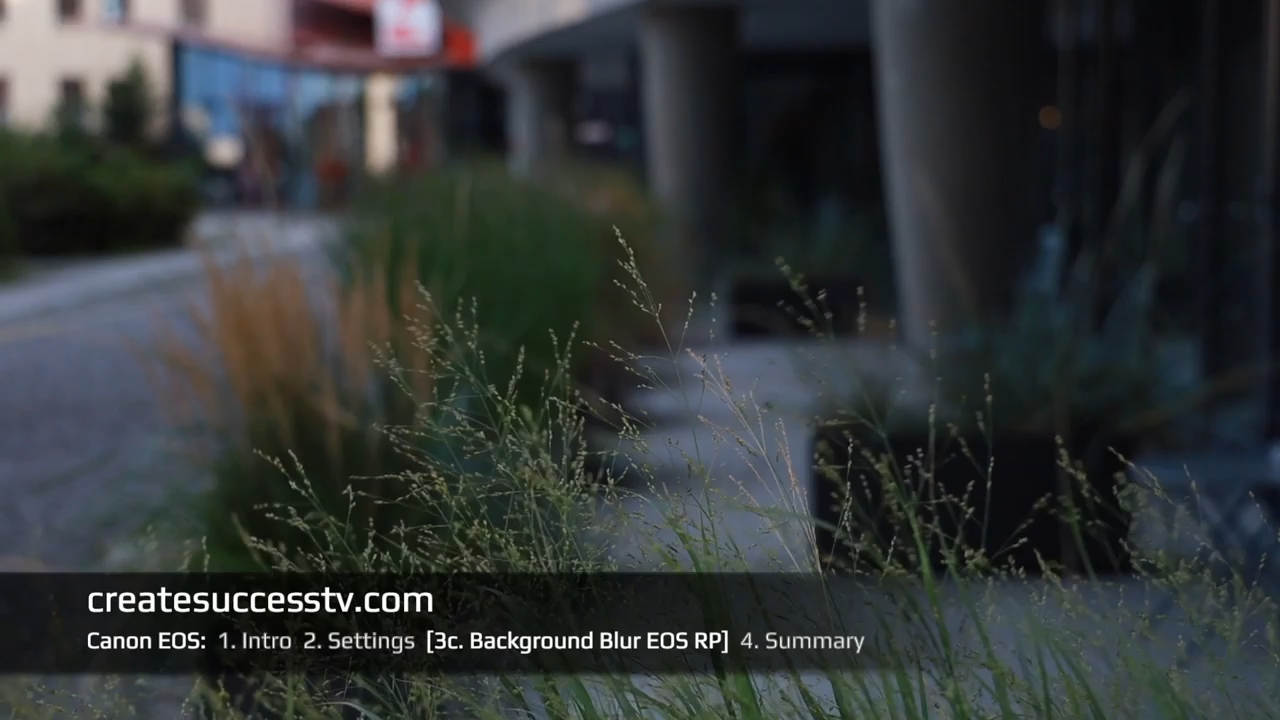 createsuccesstv.com
Canon EOS: 1. Intro 2. Settings [3c. Background Blur EOS RP] 4. Summary